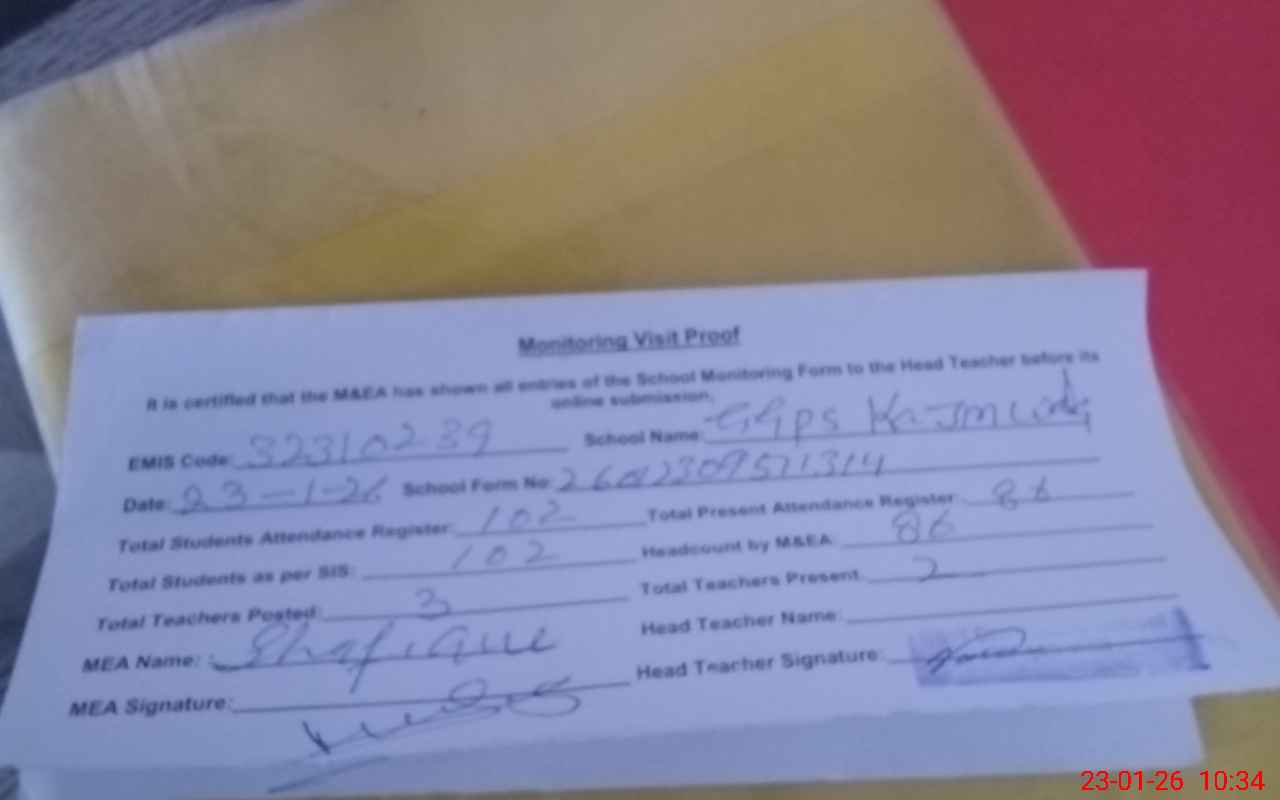 Monitoring Visit Proof
It is certified that the M&EA has shown all entries of the School Monitoring Form to the Head Teacher before its
online submission.
EMIS Code: 32310239 School Name: GGPS
Date: 23-1-26 School Form No: 2601230957 1314
Total Students Attendance Register: 102 Total Present Attendance Register: 86
Total Students as per SIS: 102 Headcount by M&EA: 86
Total Teachers Posted: 3 Total Teachers Present: 2
MEA Name: Shafique Head Teacher Name:
MEA Signature: Head Teacher Signature:
23-01-26 10:34